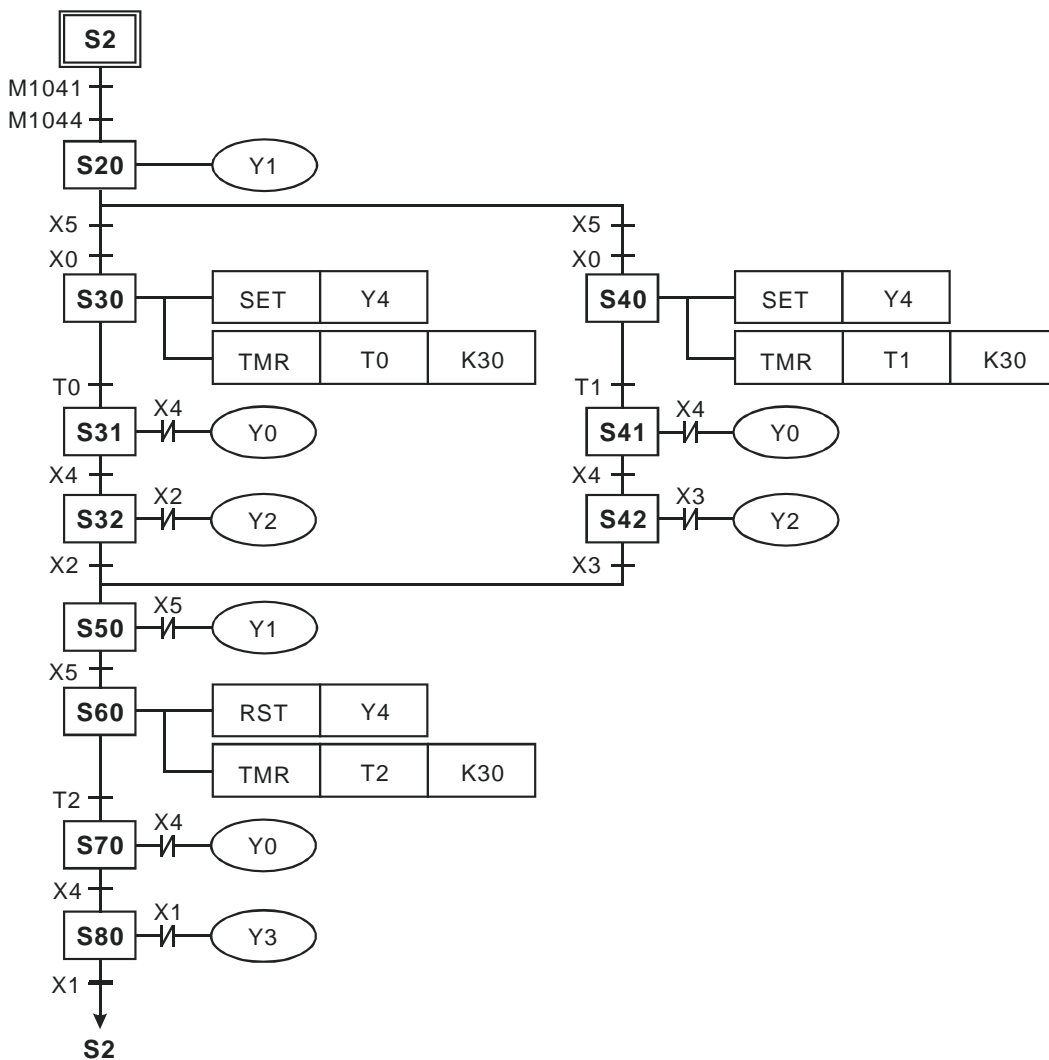 S2
M1041
M1044
S20 Y1
X5 X5
X0 X0
S30 SET Y4 S40 SET Y4
TMR T0 K30 TMR T1 K30
T0 T1
X4 X4
S31 Y0 S41 Y0
X4 X4
X2 X3
S32 Y2 S42 Y2
X2 X3
X5
S50 Y1
X5
S60 RST Y4
TMR T2 K30
T2
X4
S70 Y0
X4
X1
S80 Y3
X1
S2